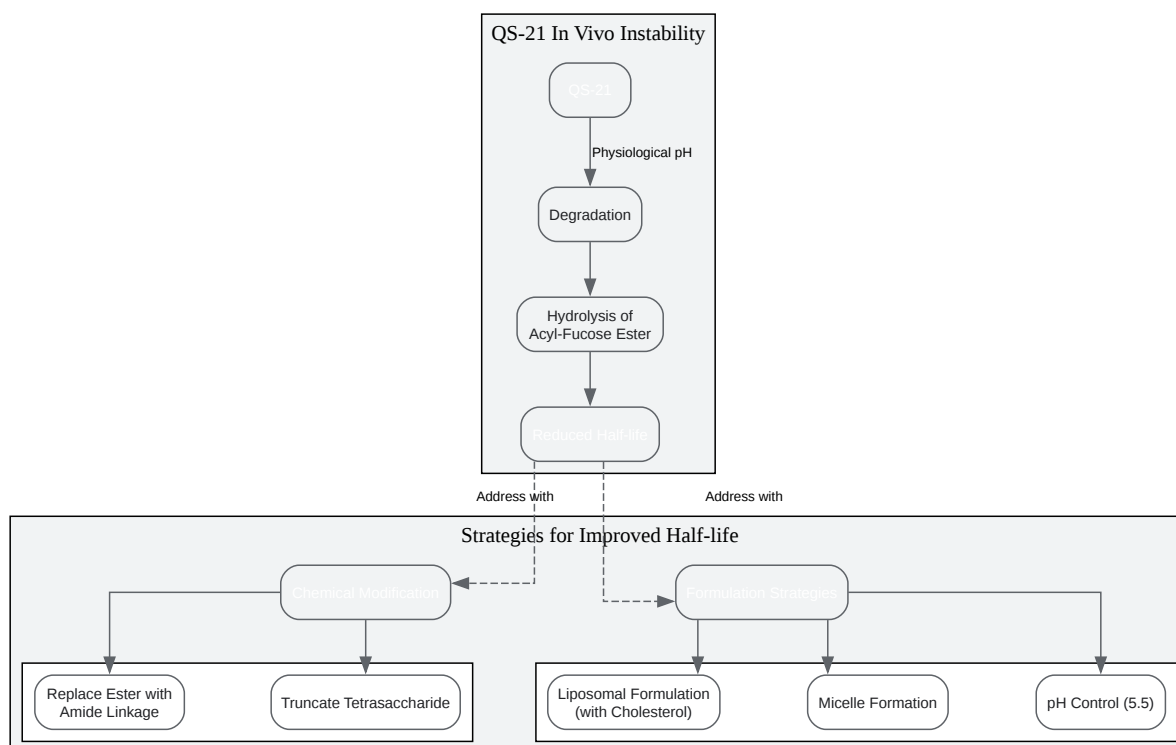 QS-21 In Vivo Instability
QS-21
Physiological pH
Degradation
Hydrolysis of
Acyl-Fucose Ester
Reduced Half-life
Address with
Address with
Strategies for Improved Half-life
Chemical Modification
Formulation Strategies
Replace Ester with
Amide Linkage
Truncate Tetrasaccharide
Liposomal Formulation
(with Cholesterol)
Micelle Formation
pH Control (5.5)